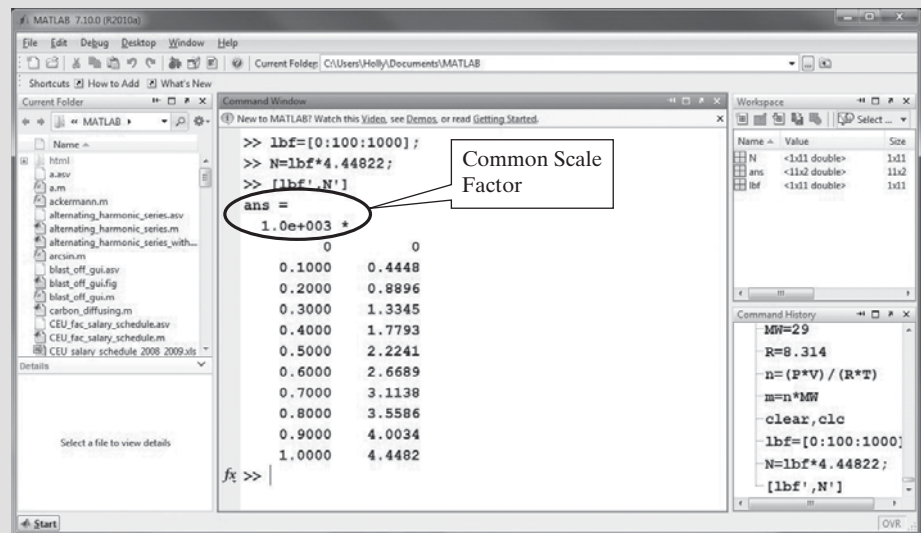 MATLAB 7.10.0 (R2010a)
File Edit Debug Desktop Window Help
Current Folder: C:\Users\Holly\Documents\MATLAB
Shortcuts How to Add What's New
Current Folder
« MATLAB
Name
html
a.asv
a.m
ackermann.m
alternating_harmonic_series.asv
alternating_harmonic_series.m
alternating_harmonic_series_with...
arcsin.m
blast_off_gui.asv
blast_off_gui.fig
blast_off_gui.m
carbon_diffusing.m
CEU_fac_salary_schedule.asv
CEU_fac_salary_schedule.m
CEU salary schedule 2008 2009.xls
Details
Select a file to view details
Start
Command Window
New to MATLAB? Watch this Video, see Demos, or read Getting Started.
>> lbf=[0:100:1000];
>> N=lbf*4.44822;
>> [lbf',N']
ans =
1.0e+003 *
0 0
0.1000 0.4448
0.2000 0.8896
0.3000 1.3345
0.4000 1.7793
0.5000 2.2241
0.6000 2.6689
0.7000 3.1138
0.8000 3.5586
0.9000 4.0034
1.0000 4.4482
fx >>
Common Scale
Factor
Workspace
Select ...
Name Value
N <1x11 double> 1x11
ans <11x2 double> 11x2
lbf <1x11 double> 1x11
Command History
MW=29
R=8.314
n=(P*V)/(R*T)
m=n*MW
clear,clc
lbf=[0:100:1000]
N=lbf*4.44822;
[lbf',N']
OVR